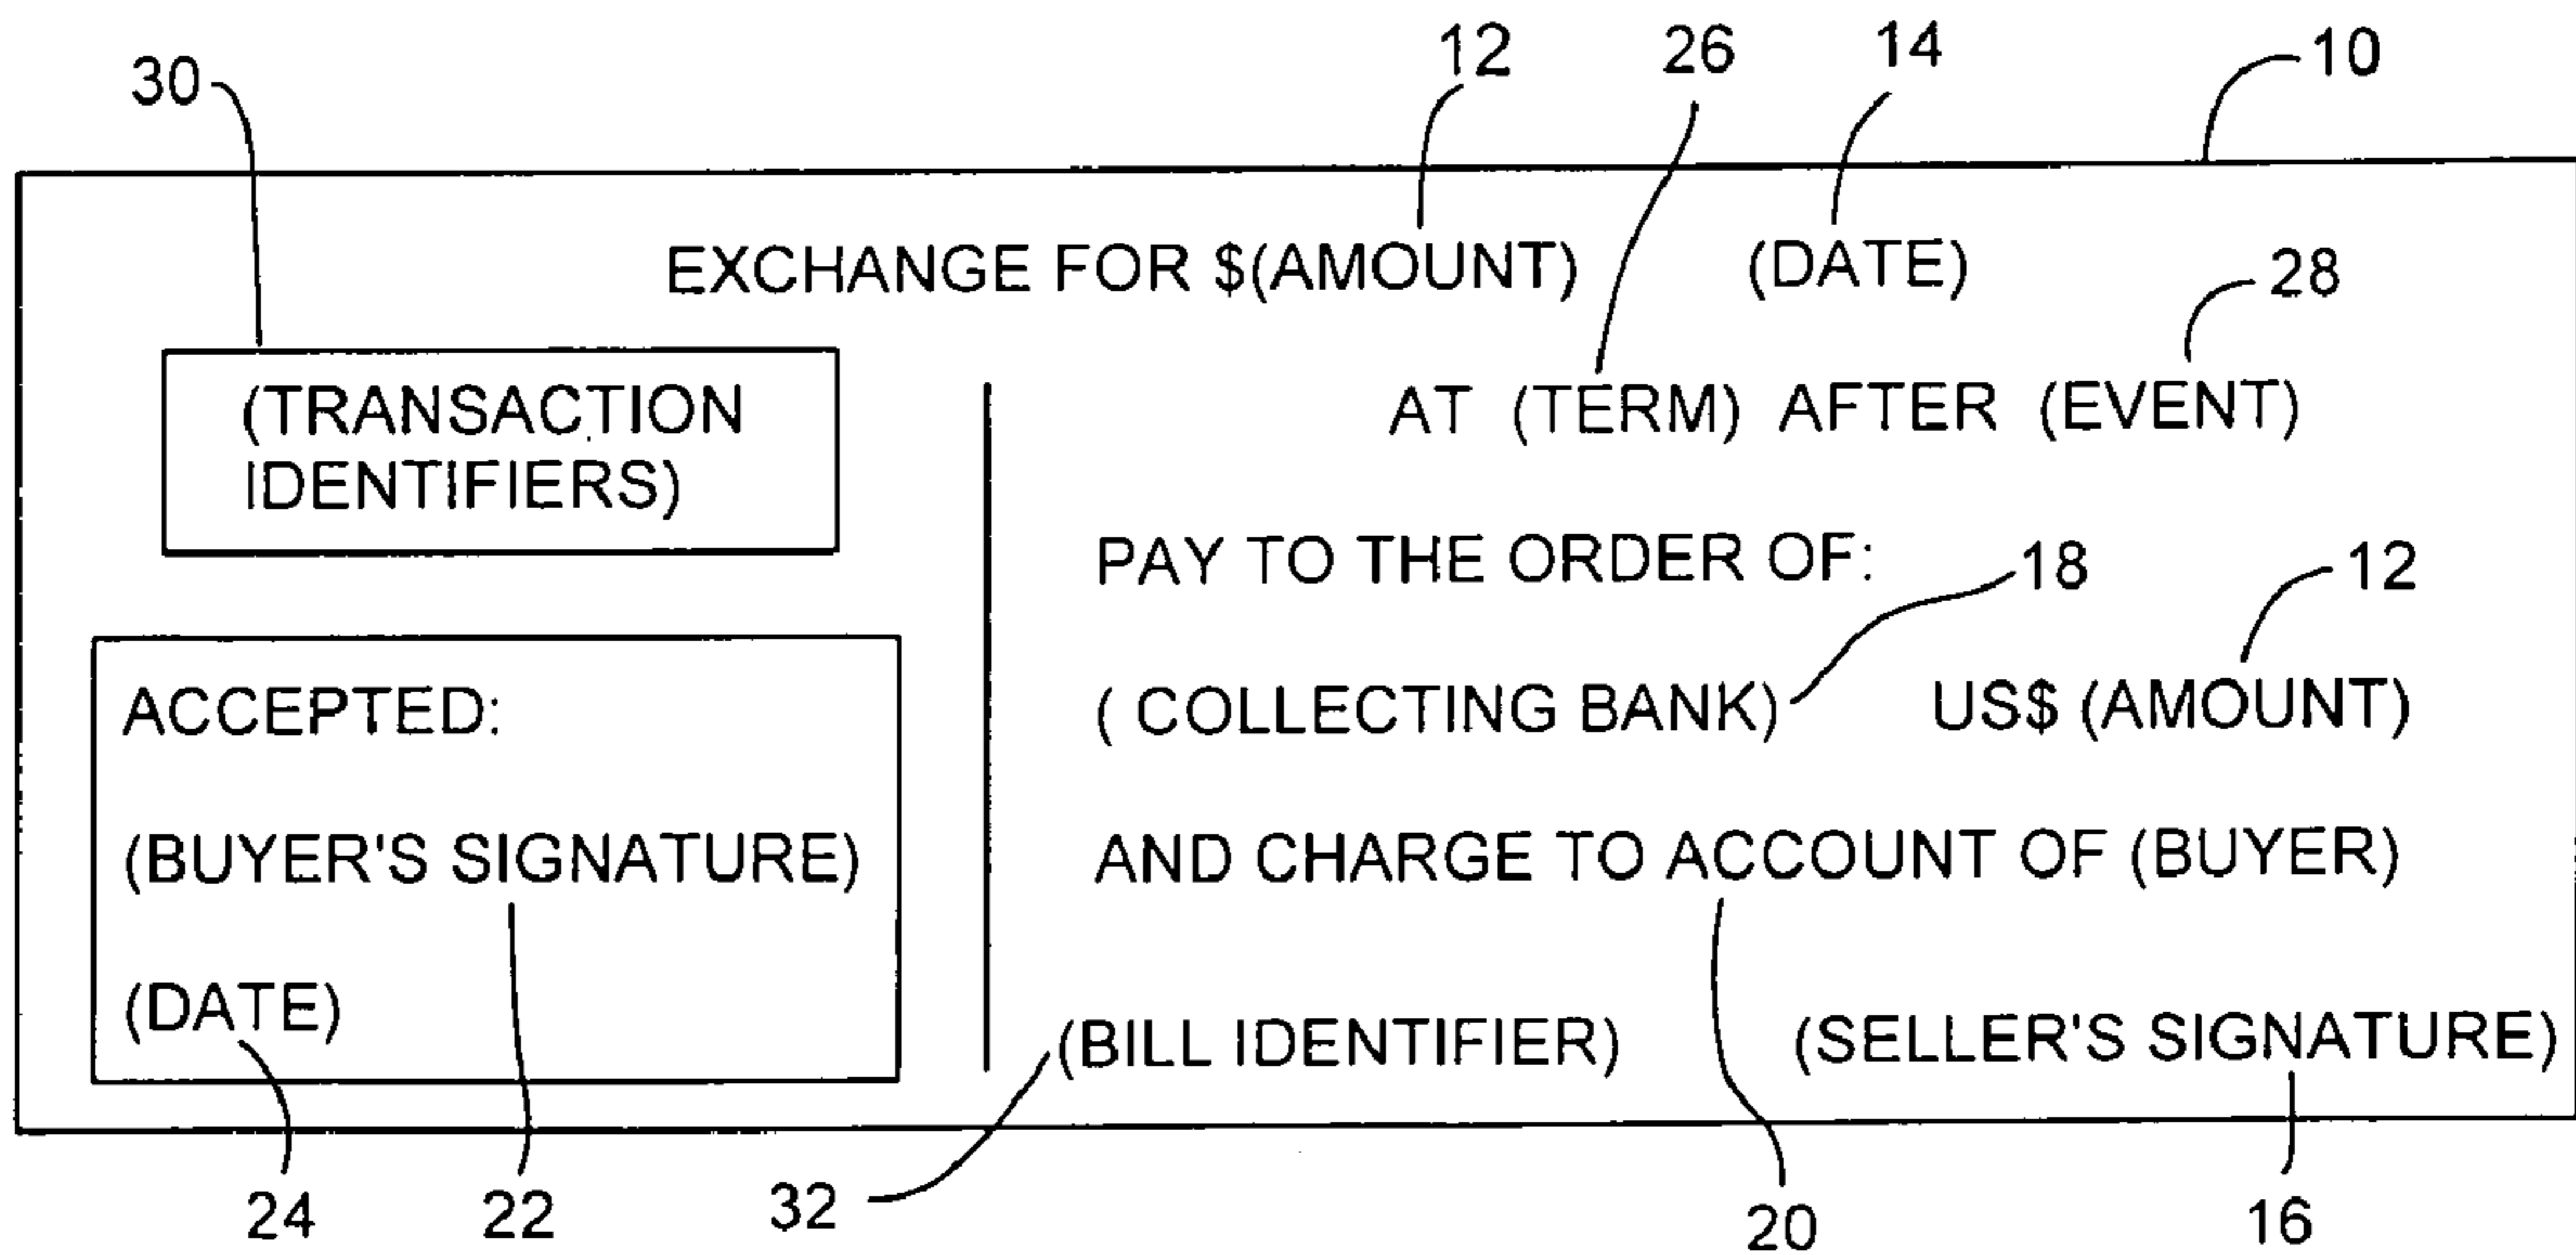 30 12 26 14 10
EXCHANGE FOR $(AMOUNT) (DATE)
28
(TRANSACTION
IDENTIFIERS)
AT (TERM) AFTER (EVENT)
PAY TO THE ORDER OF:
18 12
( COLLECTING BANK) US$ (AMOUNT)
AND CHARGE TO ACCOUNT OF (BUYER)
(BILL IDENTIFIER) (SELLER'S SIGNATURE)
ACCEPTED:
(BUYER'S SIGNATURE)
(DATE)
24 22 32 20 16